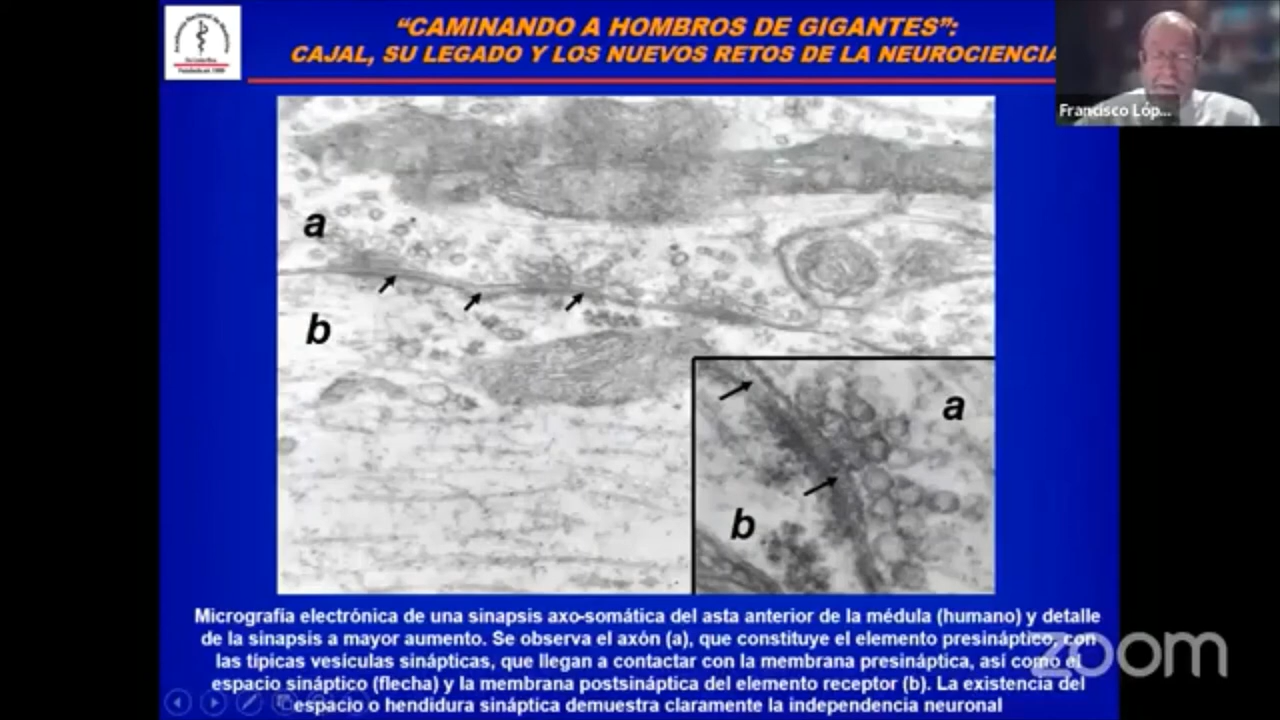 “CAMINANDO A HOMBROS DE GIGANTES”:
CAJAL, SU LEGADO Y LOS NUEVOS RETOS DE LA NEUROCIENCIA
Francisco Lóp...
a
b
a
b
Micrografía electrónica de una sinapsis axo-somática del asta anterior de la médula (humano) y detalle
de la sinapsis a mayor aumento. Se observa el axón (a), que constituye el elemento presináptico, con
las típicas vesículas sinápticas, que llegan a contactar con la membrana presináptica, así como el
espacio sináptico (flecha) y la membrana postsináptica del elemento receptor (b). La existencia del
espacio o hendidura sináptica demuestra claramente la independencia neuronal
zoom